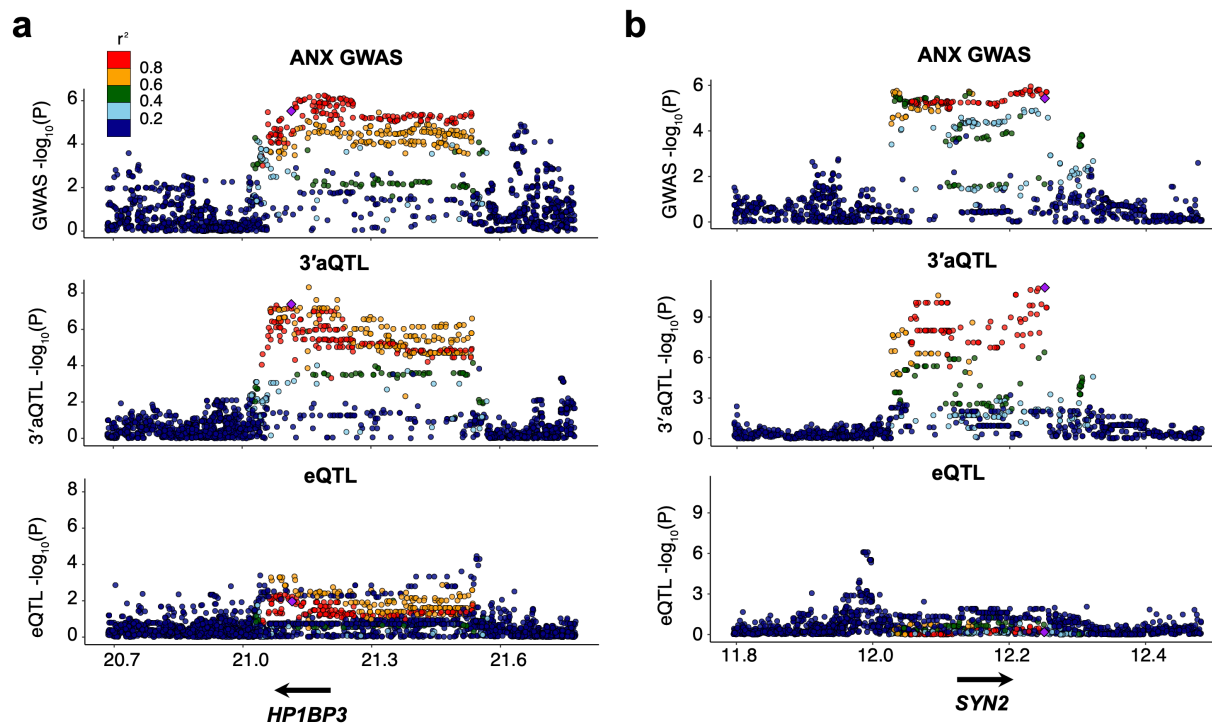 a
r²
0.8
0.6
0.4
0.2
ANX GWAS
GWAS -log₁₀(P)
6
4
2
0
3′aQTL
3′aQTL -log₁₀(P)
8
6
4
2
0
eQTL
eQTL -log₁₀(P)
8
6
4
2
0
20.7 21.0 21.3 21.6
HP1BP3
b
ANX GWAS
GWAS -log₁₀(P)
6
4
2
0
3′aQTL
3′aQTL -log₁₀(P)
9
6
3
0
eQTL
eQTL -log₁₀(P)
9
6
3
0
11.8 12.0 12.2 12.4
SYN2